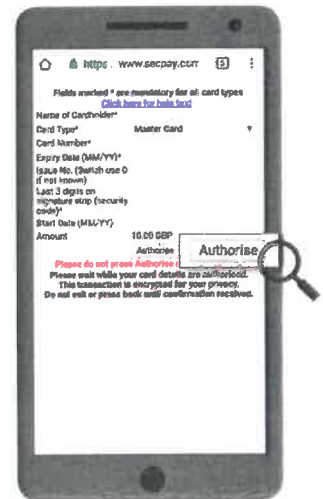 https. www.secpay.com 5
Fields marked * are mandatory for all card types
Click here for help text
Name of Cardholder*
Card Type* Master Card
Card Number*
Expiry Date (MM/YY)*
Issue No. (Switch use 0
if not known)
Last 3 digits on
signature strip (security
code)*
Start Date (MM/YY)
Amount 10.00 GBP
Authorise Authorise
Please do not press Authorise
Please wait while your card details are authorised.
This transaction is encrypted for your privacy.
Do not exit or press back until confirmation received.